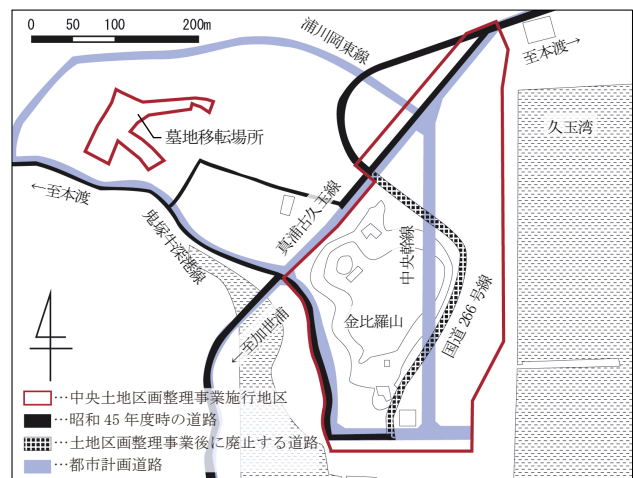 0 50 100 200m
浦川岡東線
至本渡→
久玉湾
墓地移転場所
←至本渡
鬼塚牛深港線
真浦古久玉線
中央幹線
国道266号線
金比羅山
←至加世浦
4
…中央土地区画整理事業施行地区
…昭和45年度時の道路
…土地区画整理事業後に廃止する道路
…都市計画道路